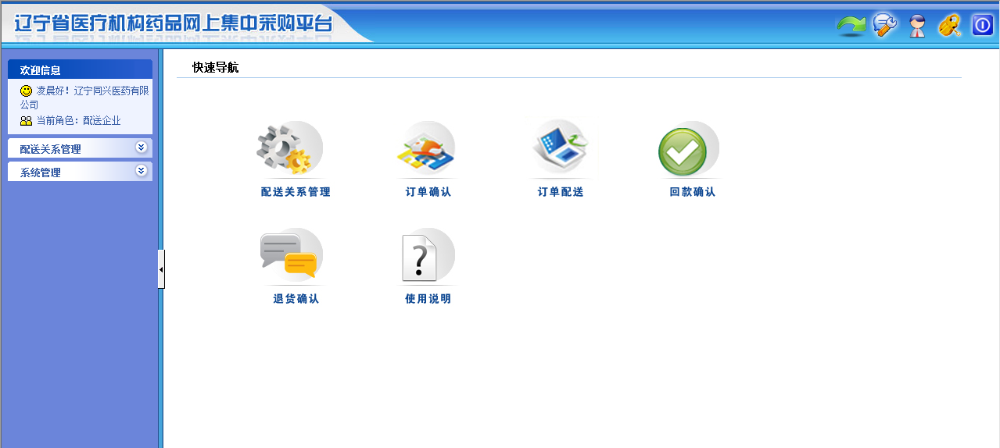 辽宁省医疗机构药品网上集中采购平台
欢迎信息
凌晨好！辽宁同兴医药有限
公司
当前角色：配送企业
配送关系管理
系统管理
快速导航
配送关系管理
订单确认
订单配送
回款确认
退货确认
使用说明